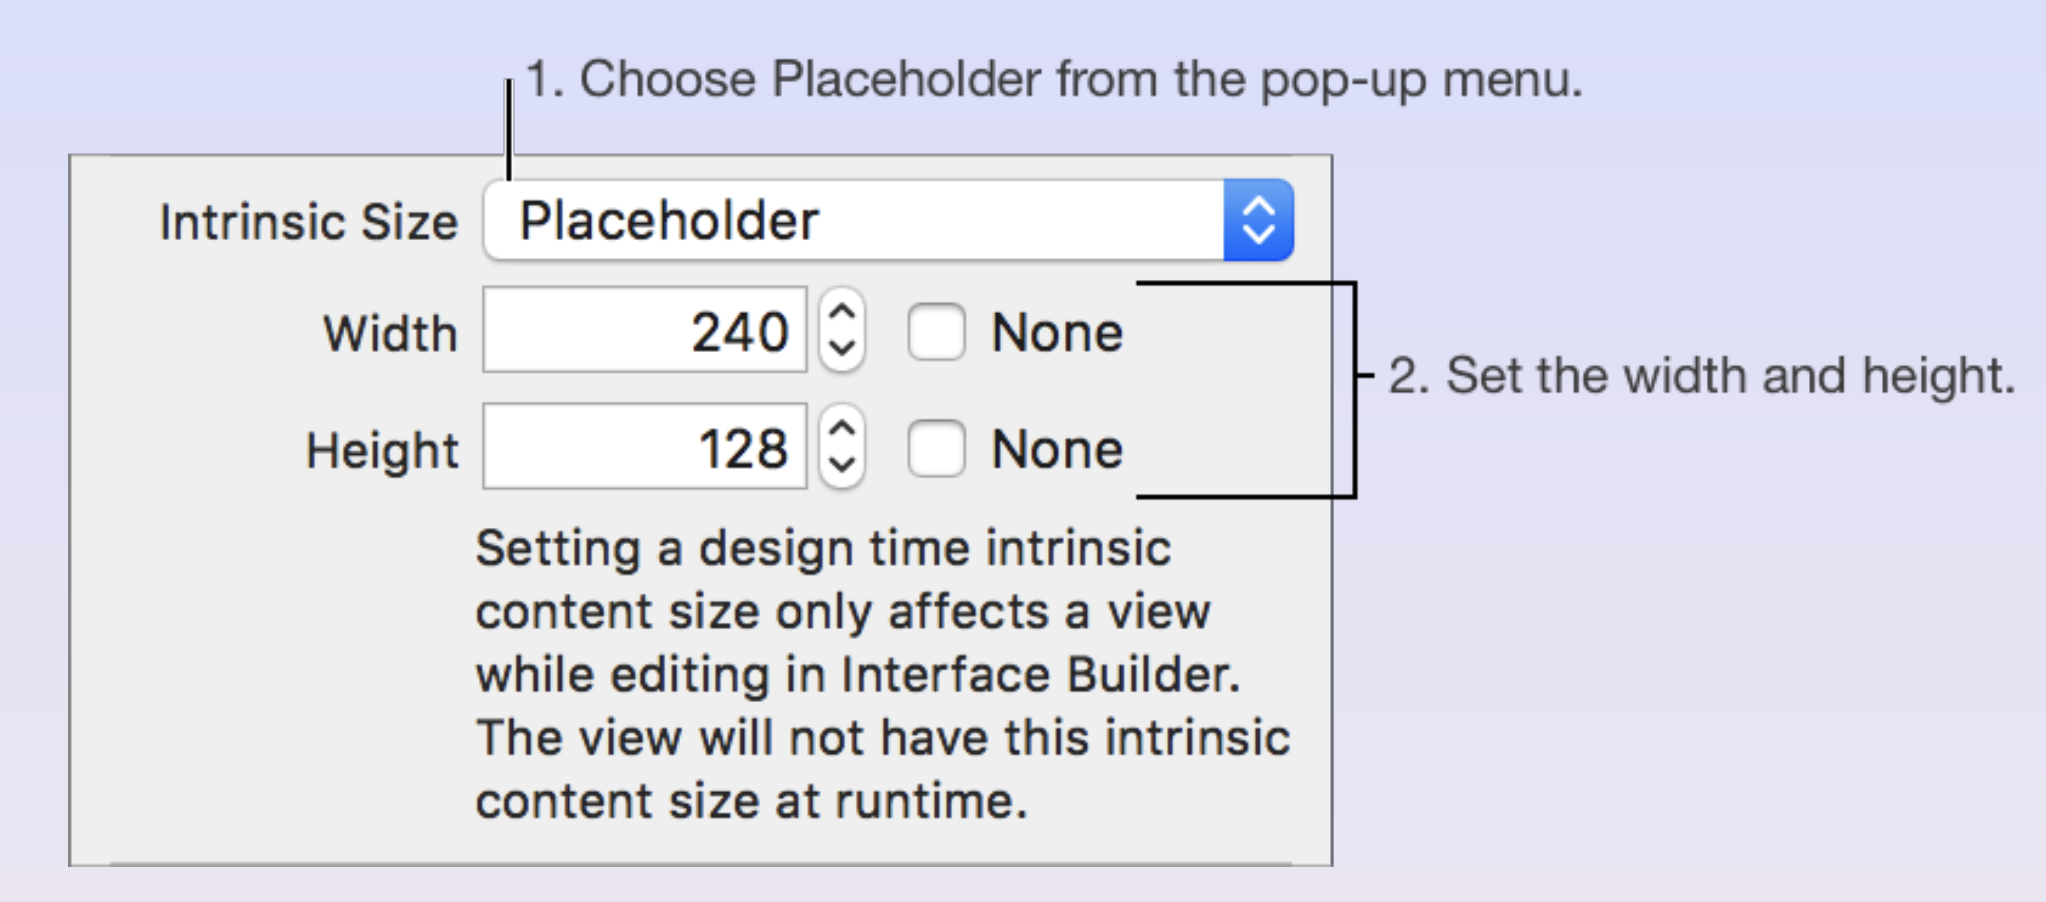 1. Choose Placeholder from the pop-up menu.
Intrinsic Size Placeholder
Width 240 None
Height 128 None
2. Set the width and height.
Setting a design time intrinsic
content size only affects a view
while editing in Interface Builder.
The view will not have this intrinsic
content size at runtime.